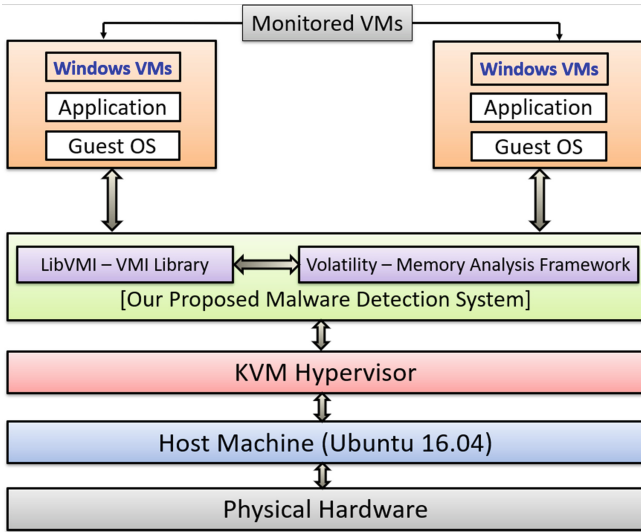 Monitored VMs
Windows VMs
Application
Guest OS
Windows VMs
Application
Guest OS
LibVMI – VMI Library
Volatility – Memory Analysis Framework
[Our Proposed Malware Detection System]
KVM Hypervisor
Host Machine (Ubuntu 16.04)
Physical Hardware